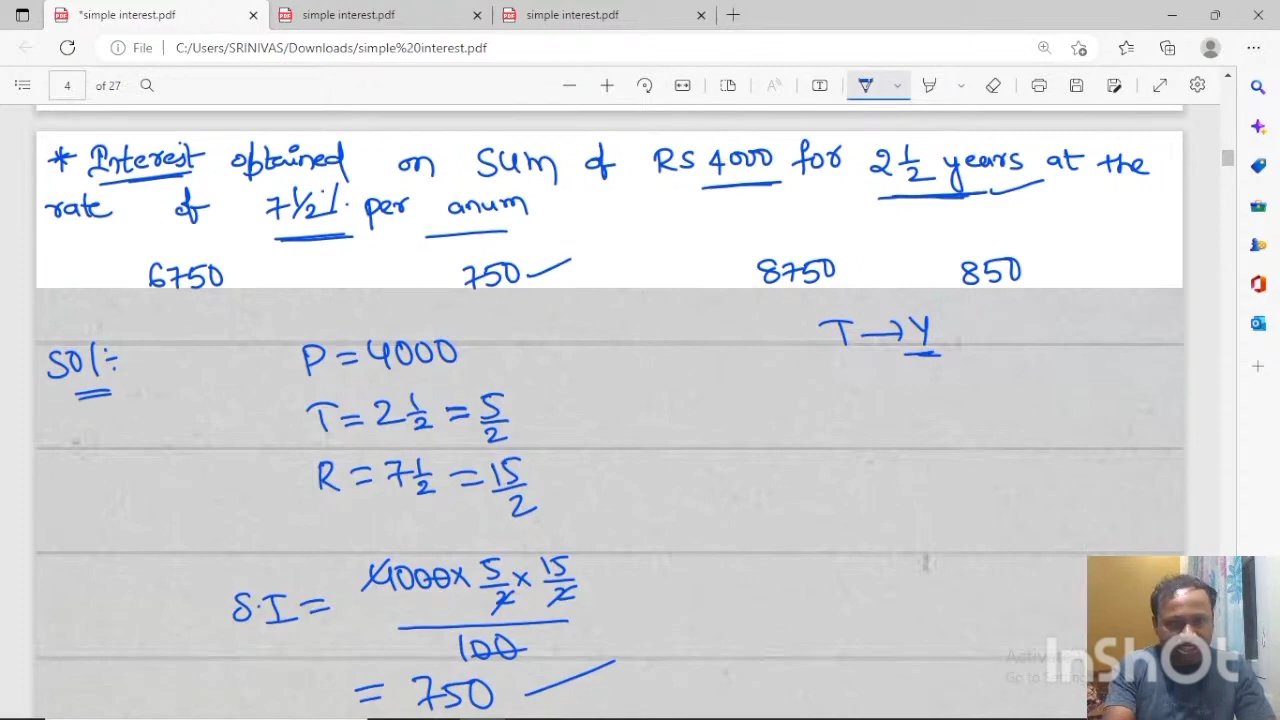 *simple interest.pdf
simple interest.pdf
simple interest.pdf
File
C:/Users/SRINIVAS/Downloads/simple%20interest.pdf
4 of 27
* Interest obtained on sum of RS 4000 for 2 1/2 years at the
rate of 7 1/2 %. per anum
6750 750 8750 850
T → Y
Sol:
P = 4000
T = 2 1/2 = 5/2
R = 7 1/2 = 15/2
S.I = 4000 × 5/2 × 15/2
100
= 750
InShOt